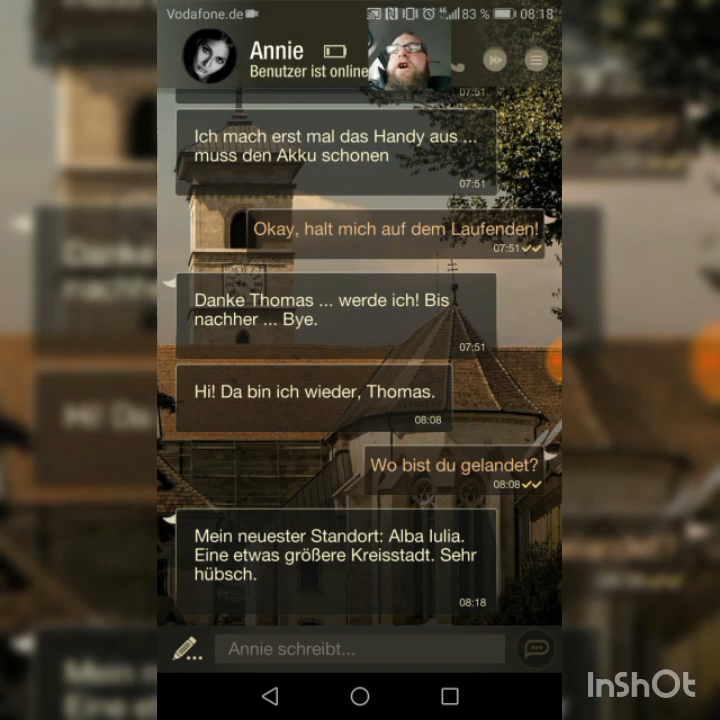 Vodafone.de 83 % 08:18
Annie
Benutzer ist online
07:51
Ich mach erst mal das Handy aus ...
muss den Akku schonen
07:51
Okay, halt mich auf dem Laufenden!
07:51
Danke Thomas ... werde ich! Bis
nachher ... Bye.
07:51
Hi! Da bin ich wieder, Thomas.
08:08
Wo bist du gelandet?
08:08
Mein neuester Standort: Alba Iulia.
Eine etwas größere Kreisstadt. Sehr
hübsch.
08:18
Annie schreibt...
InShOt